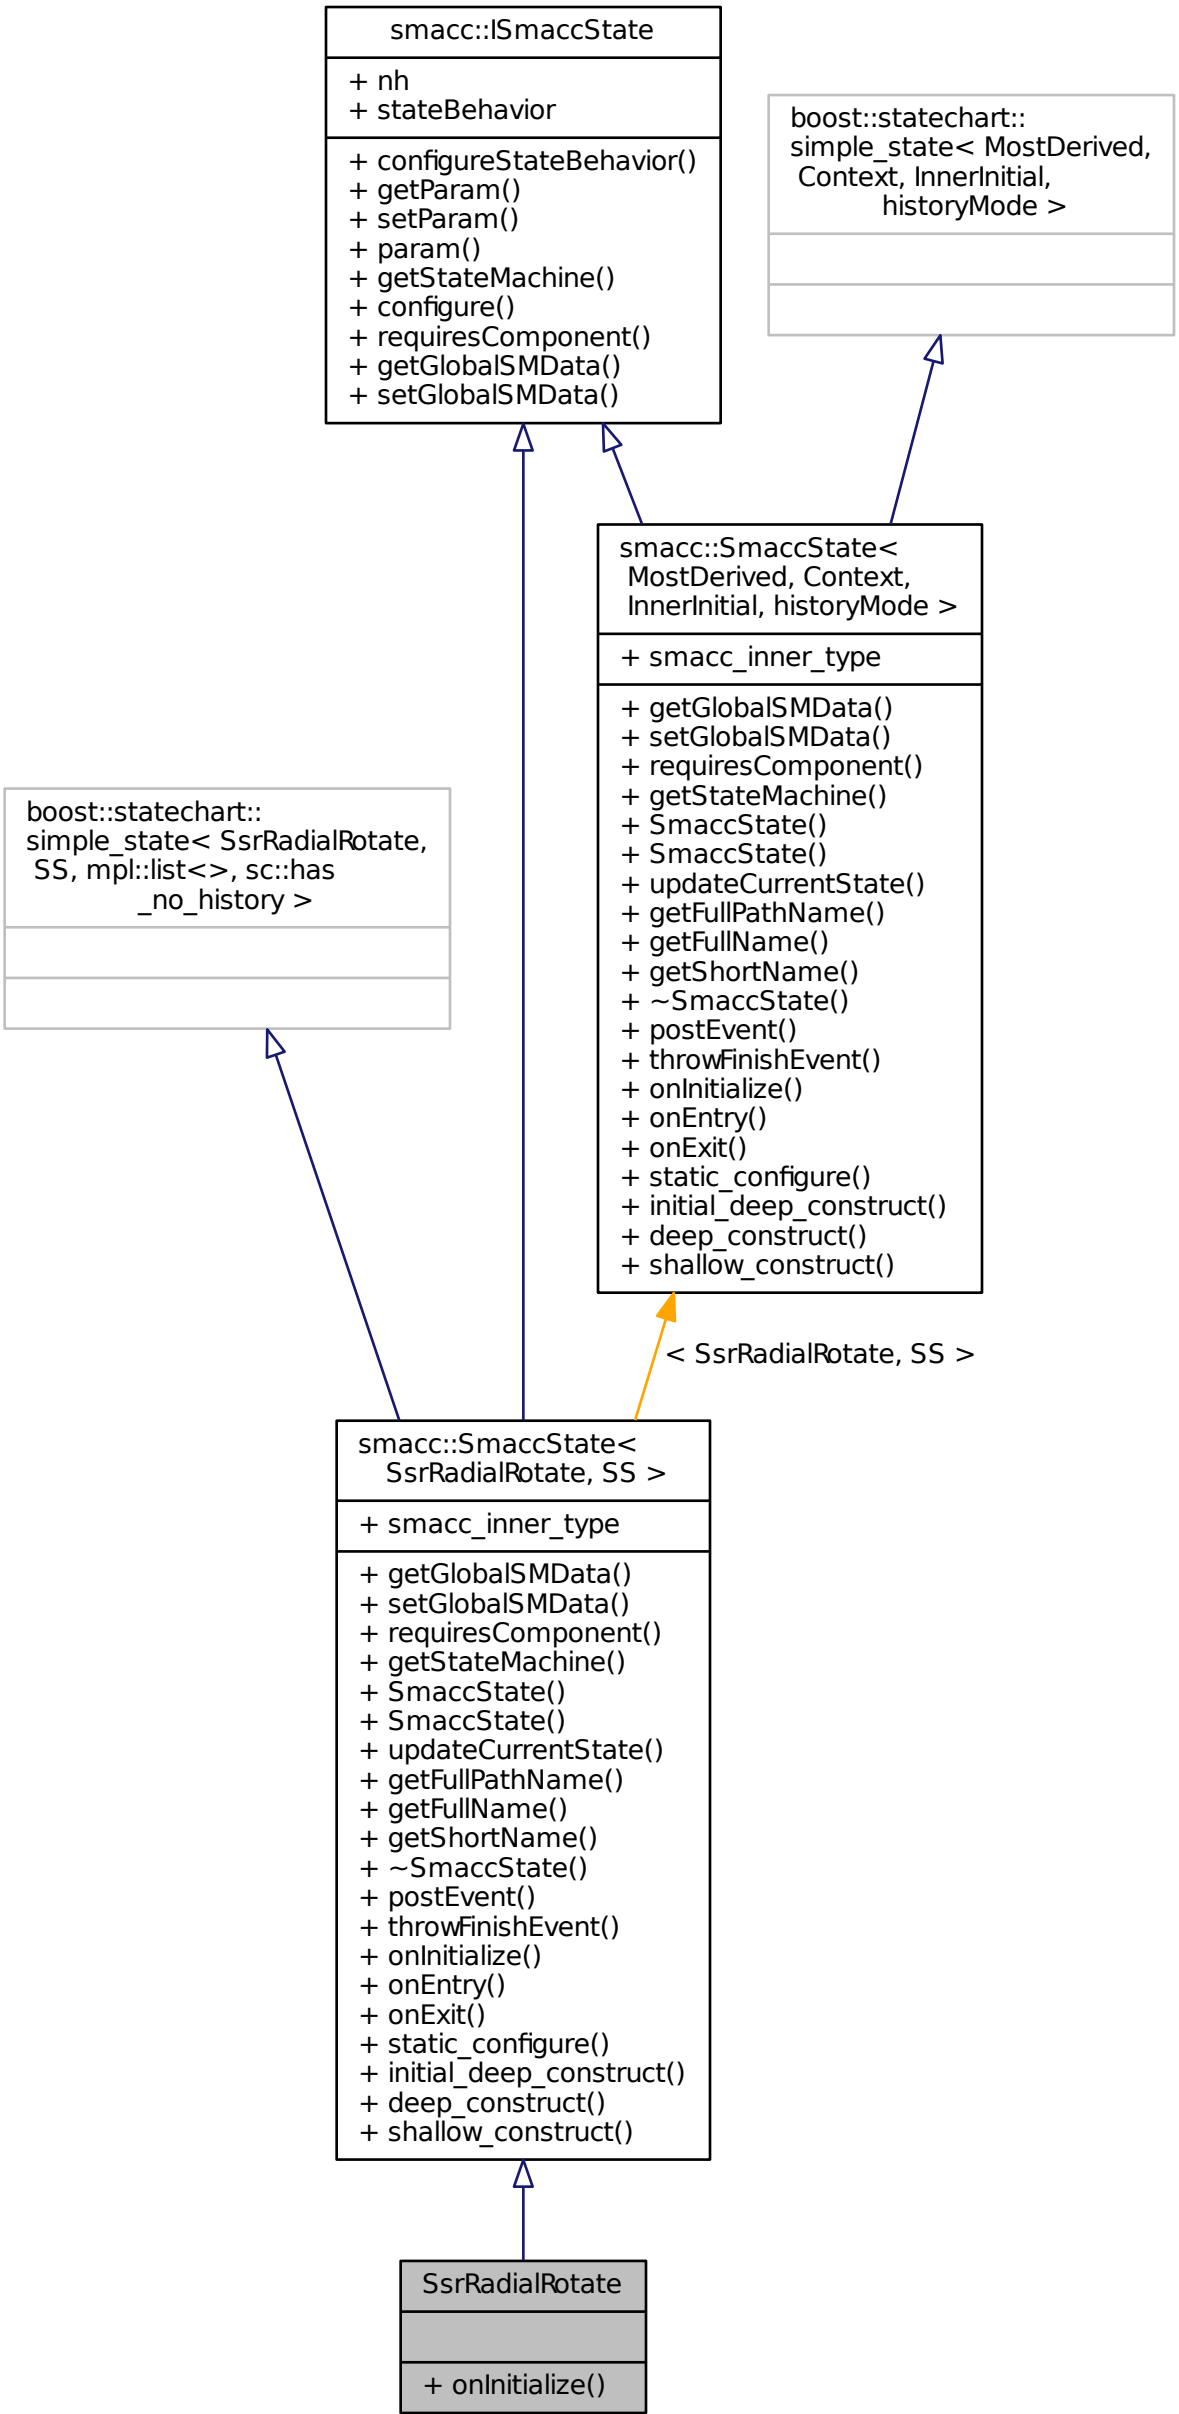 smacc::ISmaccState
+ nh
+ stateBehavior
+ configureStateBehavior()
+ getParam()
+ setParam()
+ param()
+ getStateMachine()
+ configure()
+ requiresComponent()
+ getGlobalSMData()
+ setGlobalSMData()
boost::statechart::
simple_state< MostDerived,
Context, InnerInitial,
historyMode >
smacc::SmaccState<
MostDerived, Context,
InnerInitial, historyMode >
+ smacc_inner_type
+ getGlobalSMData()
+ setGlobalSMData()
+ requiresComponent()
+ getStateMachine()
+ SmaccState()
+ SmaccState()
+ updateCurrentState()
+ getFullPathName()
+ getFullName()
+ getShortName()
+ ~SmaccState()
+ postEvent()
+ throwFinishEvent()
+ onInitialize()
+ onEntry()
+ onExit()
+ static_configure()
+ initial_deep_construct()
+ deep_construct()
+ shallow_construct()
boost::statechart::
simple_state< SsrRadialRotate,
SS, mpl::list<>, sc::has
_no_history >
< SsrRadialRotate, SS >
smacc::SmaccState<
SsrRadialRotate, SS >
+ smacc_inner_type
+ getGlobalSMData()
+ setGlobalSMData()
+ requiresComponent()
+ getStateMachine()
+ SmaccState()
+ SmaccState()
+ updateCurrentState()
+ getFullPathName()
+ getFullName()
+ getShortName()
+ ~SmaccState()
+ postEvent()
+ throwFinishEvent()
+ onInitialize()
+ onEntry()
+ onExit()
+ static_configure()
+ initial_deep_construct()
+ deep_construct()
+ shallow_construct()
SsrRadialRotate
+ onInitialize()